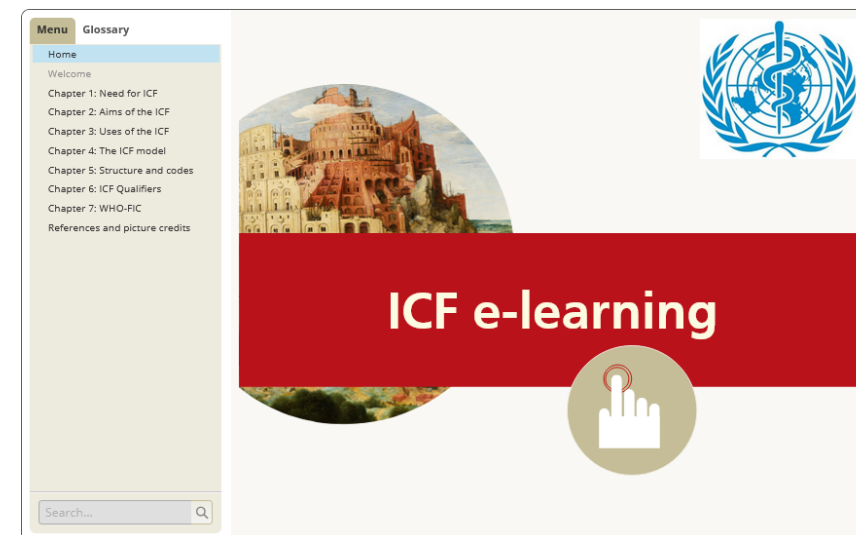 Menu Glossary
Home
Welcome
Chapter 1: Need for ICF
Chapter 2: Aims of the ICF
Chapter 3: Uses of the ICF
Chapter 4: The ICF model
Chapter 5: Structure and codes
Chapter 6: ICF Qualifiers
Chapter 7: WHO-FIC
References and picture credits
Search...
ICF e-learning